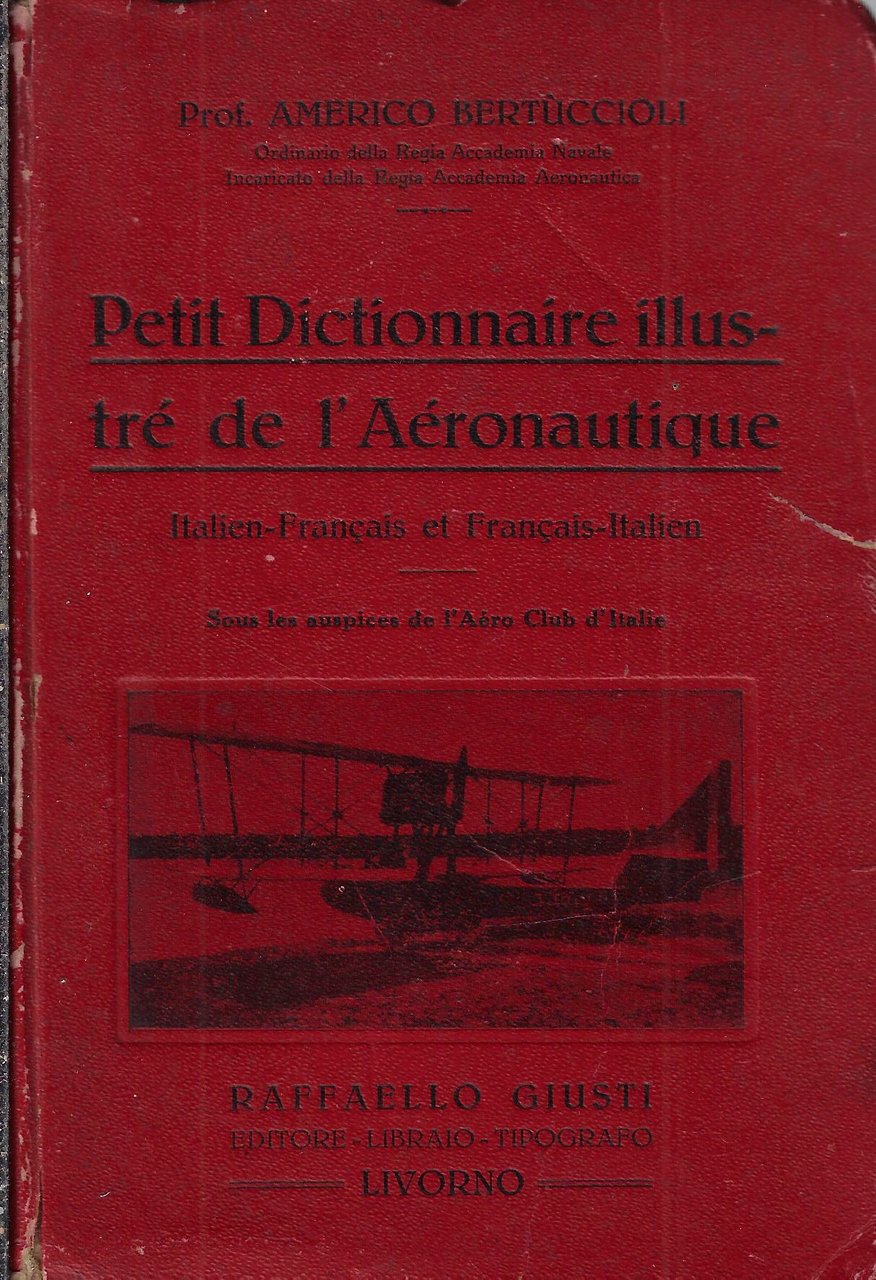 Prof. AMERICO BERTÙCCIOLI
Ordinario della Regia Accademia Navale
Incaricato della Regia Accademia Aeronautica
Petit Dictionnaire illus-
tré de l'Aéronautique
Italien-Français et Français-Italien
Sous les auspices de l'Aéro Club d'Italie
RAFFAELLO GIUSTI
EDITORE - LIBRAIO - TIPOGRAFO
LIVORNO